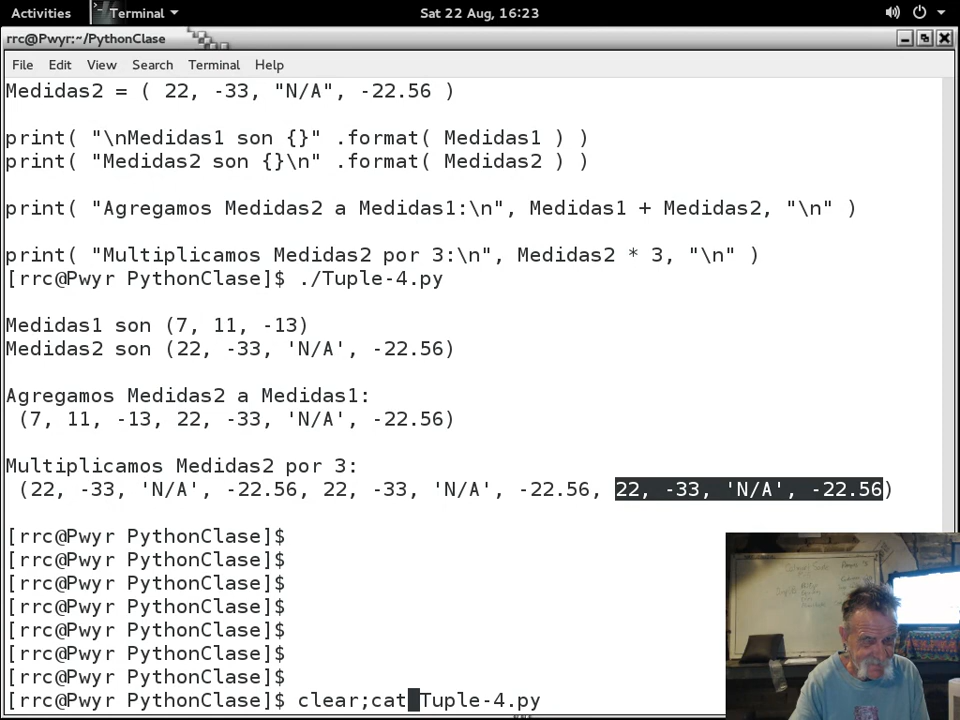 Activities Terminal Sat 22 Aug, 16:23
rrc@Pwyr:~/PythonClase
File Edit View Search Terminal Help
Medidas2 = ( 22, -33, "N/A", -22.56 )
print( "\nMedidas1 son {}" .format( Medidas1 ) )
print( "Medidas2 son {}\n" .format( Medidas2 ) )
print( "Agregamos Medidas2 a Medidas1:\n", Medidas1 + Medidas2, "\n" )
print( "Multiplicamos Medidas2 por 3:\n", Medidas2 * 3, "\n" )
[rrc@Pwyr PythonClase]$ ./Tuple-4.py
Medidas1 son (7, 11, -13)
Medidas2 son (22, -33, 'N/A', -22.56)
Agregamos Medidas2 a Medidas1:
(7, 11, -13, 22, -33, 'N/A', -22.56)
Multiplicamos Medidas2 por 3:
(22, -33, 'N/A', -22.56, 22, -33, 'N/A', -22.56, 22, -33, 'N/A', -22.56)
[rrc@Pwyr PythonClase]$
[rrc@Pwyr PythonClase]$
[rrc@Pwyr PythonClase]$
[rrc@Pwyr PythonClase]$
[rrc@Pwyr PythonClase]$
[rrc@Pwyr PythonClase]$
[rrc@Pwyr PythonClase]$
[rrc@Pwyr PythonClase]$ clear;cat Tuple-4.py